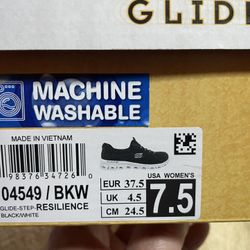 GLIDE
MACHINE
WASHABLE
MADE IN VIETNAM
98376 34726
04549 / BKW
GLIDE-STEP-RESILIENCE
BLACK/WHITE
EUR 37.5
UK 4.5
CM 24.5
USA WOMEN'S
7.5